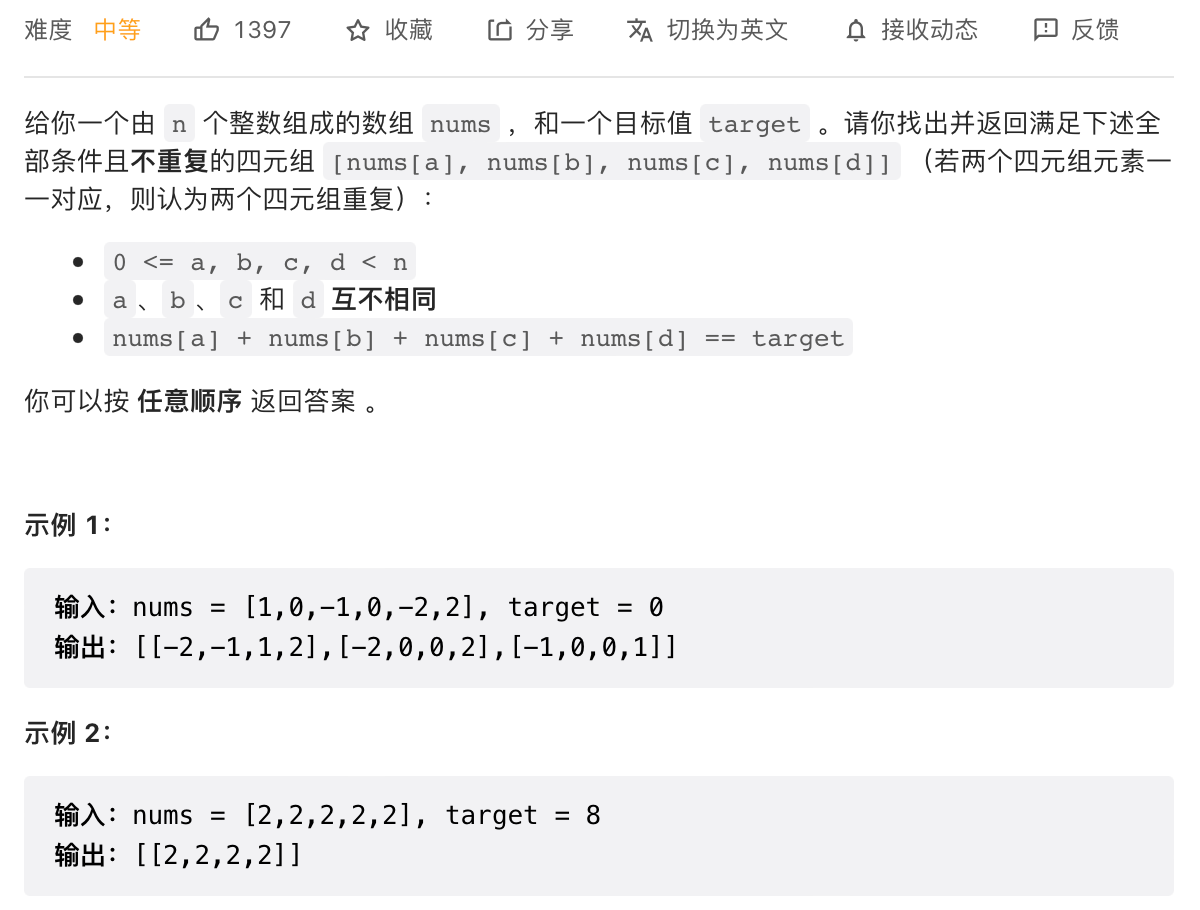 难度 中等 1397 收藏 分享 切换为英文 接收动态 反馈
给你一个由 n 个整数组成的数组 nums ，和一个目标值 target 。请你找出并返回满足下述全
部条件且不重复的四元组 [nums[a], nums[b], nums[c], nums[d]] （若两个四元组元素一
一对应，则认为两个四元组重复）：
0 <= a, b, c, d < n
a、b、c 和 d 互不相同
nums[a] + nums[b] + nums[c] + nums[d] == target
你可以按 任意顺序 返回答案 。
示例 1：
输入：nums = [1,0,-1,0,-2,2], target = 0
输出：[[-2,-1,1,2],[-2,0,0,2],[-1,0,0,1]]
示例 2：
输入：nums = [2,2,2,2,2], target = 8
输出：[[2,2,2,2]]